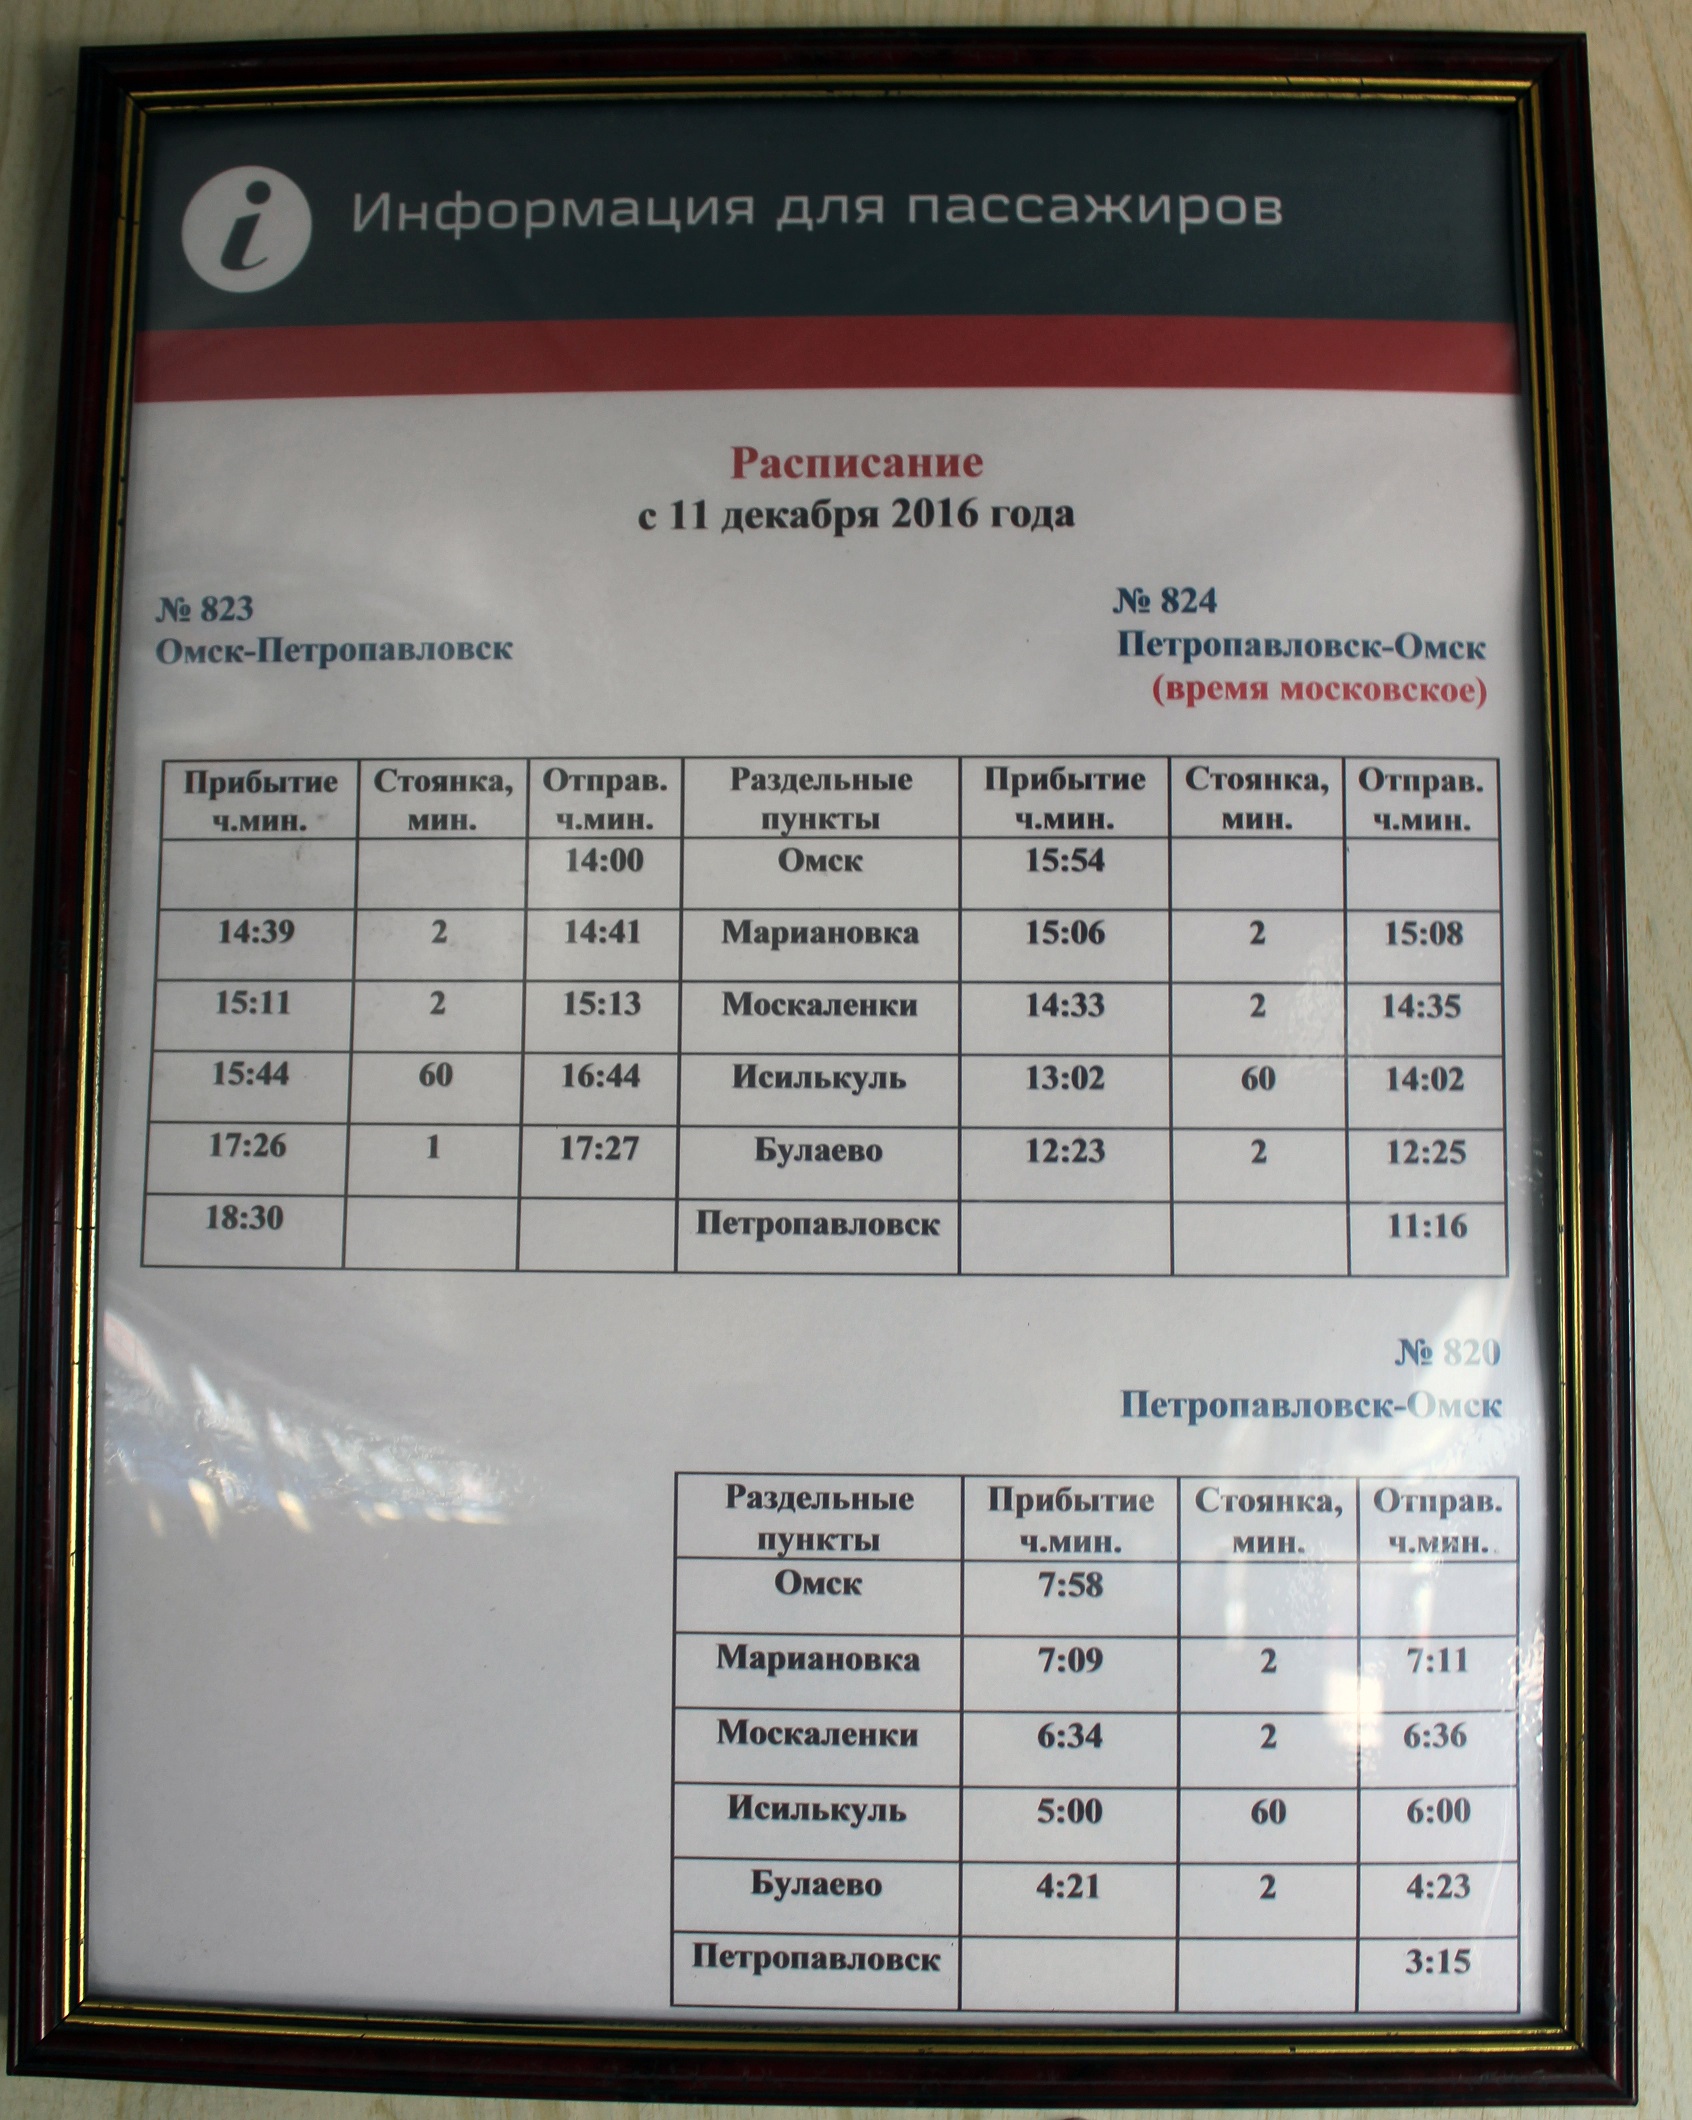 i Информация для пассажиров
Расписание
с 11 декабря 2016 года
№ 823 № 824
Омск-Петропавловск Петропавловск-Омск
(время московское)
Прибытие Стоянка, Отправ. Раздельные Прибытие Стоянка, Отправ.
ч.мин. мин. ч.мин. пункты ч.мин. мин. ч.мин.
14:00 Омск 15:54
14:39 2 14:41 Мариановка 15:06 2 15:08
15:11 2 15:13 Москаленки 14:33 2 14:35
15:44 60 16:44 Исилькуль 13:02 60 14:02
17:26 1 17:27 Булаево 12:23 2 12:25
18:30 Петропавловск 11:16
№ 820
Петропавловск-Омск
Раздельные Прибытие Стоянка, Отправ.
пункты ч.мин. мин. ч.мин.
Омск 7:58
Мариановка 7:09 2 7:11
Москаленки 6:34 2 6:36
Исилькуль 5:00 60 6:00
Булаево 4:21 2 4:23
Петропавловск 3:15